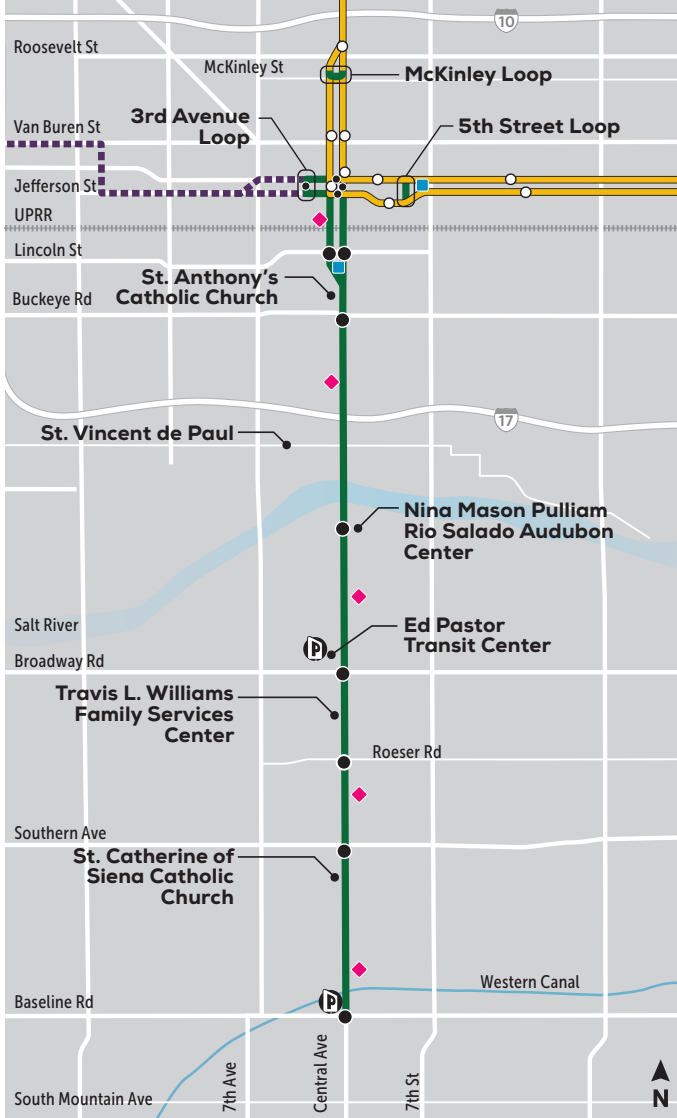 10
Roosevelt St
McKinley St
McKinley Loop
3rd Avenue
Loop
5th Street Loop
Van Buren St
Jefferson St
UPRR
Lincoln St
St. Anthony's
Catholic Church
Buckeye Rd
17
St. Vincent de Paul
Nina Mason Pulliam
Rio Salado Audubon
Center
Salt River
Ed Pastor
Transit Center
P
Broadway Rd
Travis L. Williams
Family Services
Center
Roeser Rd
Southern Ave
St. Catherine of
Siena Catholic
Church
Western Canal
P
Baseline Rd
7th Ave
Central Ave
7th St
South Mountain Ave
N